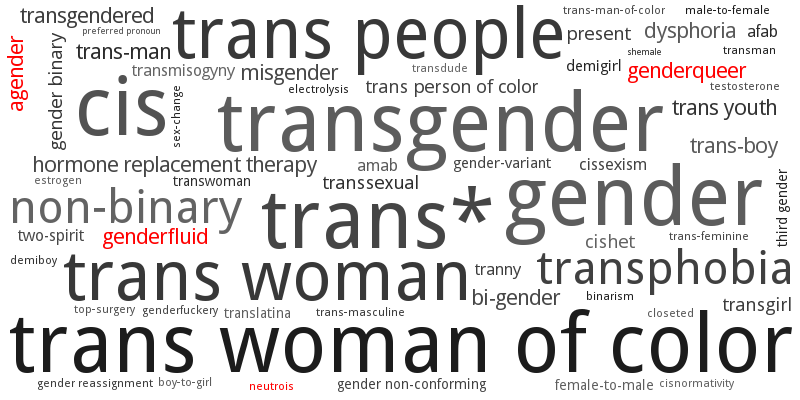 transgendered
preferred pronoun
trans people
trans-man-of-color
male-to-female
agender
gender binary
trans-man
present
dysphoria
afab
shemale
transman
transmisogyny
misgender
transdude
demigirl
genderqueer
cis
sex-change
electrolysis
trans person of color
testosterone
transgender
trans youth
trans-boy
hormone replacement therapy
amab
gender-variant
cissexism
estrogen
transwoman
transsexual
gender
third gender
non-binary
trans*
two-spirit
genderfluid
cishet
trans-feminine
demiboy
trans woman
tranny
transphobia
bi-gender
binarism
transgirl
top-surgery
genderfuckery
translatina
trans-masculine
closeted
trans woman of color
gender reassignment
boy-to-girl
neutrois
gender non-conforming
female-to-male
cisnormativity